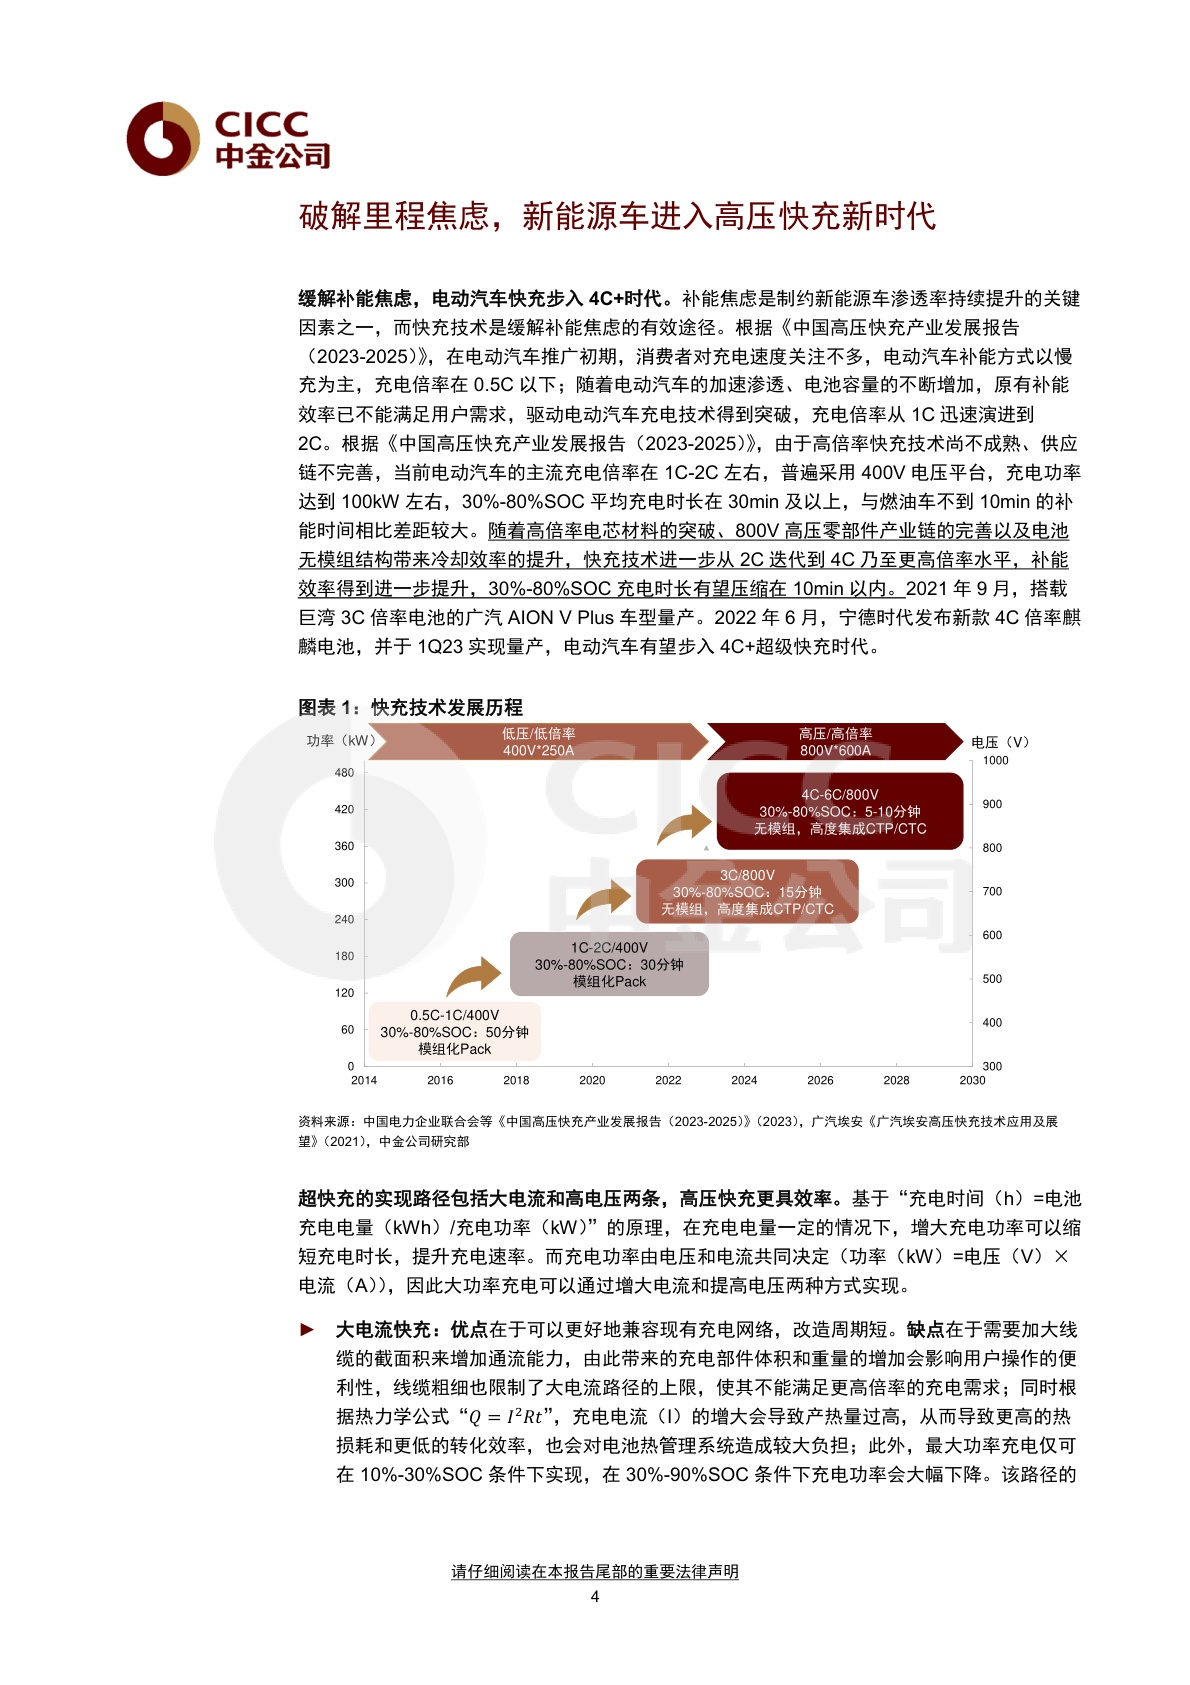 CICC
中金公司
破解里程焦虑，新能源车进入高压快充新时代
缓解补能焦虑，电动汽车快充步入 4C+时代。补能焦虑是制约新能源车渗透率持续提升的关键
因素之一，而快充技术是缓解补能焦虑的有效途径。根据《中国高压快充产业发展报告
（2023-2025）》，在电动汽车推广初期，消费者对充电速度关注不多，电动汽车补能方式以慢
充为主，充电倍率在 0.5C 以下；随着电动汽车的加速渗透、电池容量的不断增加，原有补能
效率已不能满足用户需求，驱动电动汽车充电技术得到突破，充电倍率从 1C 迅速演进到
2C。根据《中国高压快充产业发展报告（2023-2025）》，由于高倍率快充技术尚不成熟、供应
链不完善，当前电动汽车的主流充电倍率在 1C-2C 左右，普遍采用 400V 电压平台，充电功率
达到 100kW 左右，30%-80%SOC 平均充电时长在 30min 及以上，与燃油车不到 10min 的补
能时间相比差距较大。随着高倍率电芯材料的突破、800V 高压零部件产业链的完善以及电池
无模组结构带来冷却效率的提升，快充技术进一步从 2C 迭代到 4C 乃至更高倍率水平，补能
效率得到进一步提升，30%-80%SOC 充电时长有望压缩在 10min 以内。2021 年 9 月，搭载
巨湾 3C 倍率电池的广汽 AION V Plus 车型量产。2022 年 6 月，宁德时代发布新款 4C 倍率麒
麟电池，并于 1Q23 实现量产，电动汽车有望步入 4C+超级快充时代。
图表 1：快充技术发展历程
功率（kW）
低压/低倍率
400V*250A
高压/高倍率
800V*600A
电压（V）
480
420
360
300
240
180
120
60
0
1000
900
800
700
600
500
400
300
4C-6C/800V
30%-80%SOC：5-10分钟
无模组，高度集成CTP/CTC
3C/800V
30%-80%SOC：15分钟
无模组，高度集成CTP/CTC
1C-2C/400V
30%-80%SOC：30分钟
模组化Pack
0.5C-1C/400V
30%-80%SOC：50分钟
模组化Pack
2014 2016 2018 2020 2022 2024 2026 2028 2030
CICC
中金公司
资料来源：中国电力企业联合会等《中国高压快充产业发展报告（2023-2025）》（2023），广汽埃安《广汽埃安高压快充技术应用及展
望》（2021），中金公司研究部
超快充的实现路径包括大电流和高电压两条，高压快充更具效率。基于“充电时间（h）=电池
充电电量（kWh）/充电功率（kW）”的原理，在充电电量一定的情况下，增大充电功率可以缩
短充电时长，提升充电速率。而充电功率由电压和电流共同决定（功率（kW）=电压（V）×
电流（A）），因此大功率充电可以通过增大电流和提高电压两种方式实现。
► 大电流快充：优点在于可以更好地兼容现有充电网络，改造周期短。缺点在于需要加大线
缆的截面积来增加通流能力，由此带来的充电部件体积和重量的增加会影响用户操作的便
利性，线缆粗细也限制了大电流路径的上限，使其不能满足更高倍率的充电需求；同时根
据热力学公式“Q = I²Rt”，充电电流（I）的增大会导致产热量过高，从而导致更高的热
损耗和更低的转化效率，也会对电池热管理系统造成较大负担；此外，最大功率充电仅可
在 10%-30%SOC 条件下实现，在 30%-90%SOC 条件下充电功率会大幅下降。该路径的
请仔细阅读在本报告尾部的重要法律声明
4